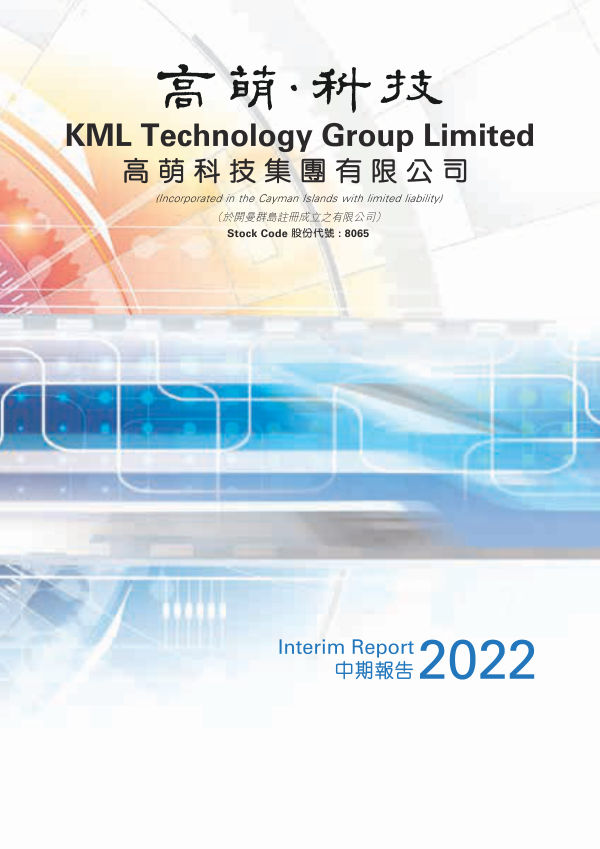 高萌·科技
KML Technology Group Limited
高萌科技集團有限公司
(Incorporated in the Cayman Islands with limited liability)
（於開曼群島註冊成立之有限公司）
Stock Code 股份代號 : 8065
Interim Report
中期報告
2022